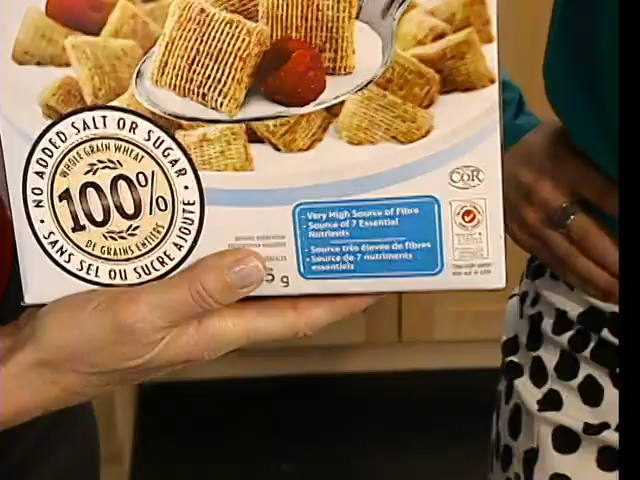 NO ADDED SALT OR SUGAR
WHOLE GRAIN WHEAT
100%
DE GRAINS ENTIERS
SANS SEL OU SUCRE AJOUTÉ
- Very High Source of Fibre
- Source of 7 Essential
Nutrients
- Source très élevée de fibres
- Source de 7 nutriments
essentiels
COR
5 g